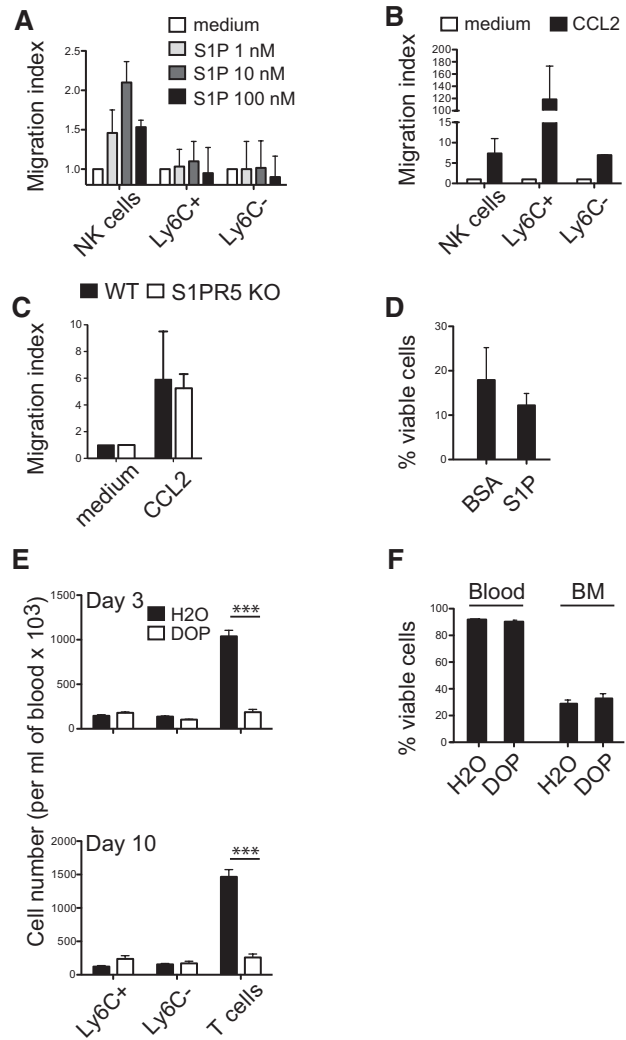 A
medium
S1P 1 nM
S1P 10 nM
S1P 100 nM
Migration index
2.5
2.0
1.5
1.0
NK cells
Ly6C+
Ly6C-
B
medium
CCL2
Migration index
200
180
160
140
120
100
15
10
5
0
NK cells
Ly6C+
Ly6C-
C
WT
S1PR5 KO
Migration index
10
8
6
4
2
0
medium
CCL2
D
% viable cells
30
20
10
0
BSA
S1P
E
Cell number (per ml of blood x 103)
Day 3
H2O
DOP
***
1500
1000
500
0
Day 10
***
2000
1500
1000
500
0
Ly6C+
Ly6C-
T cells
F
Blood
BM
% viable cells
100
80
60
40
20
0
H2O
DOP
H2O
DOP